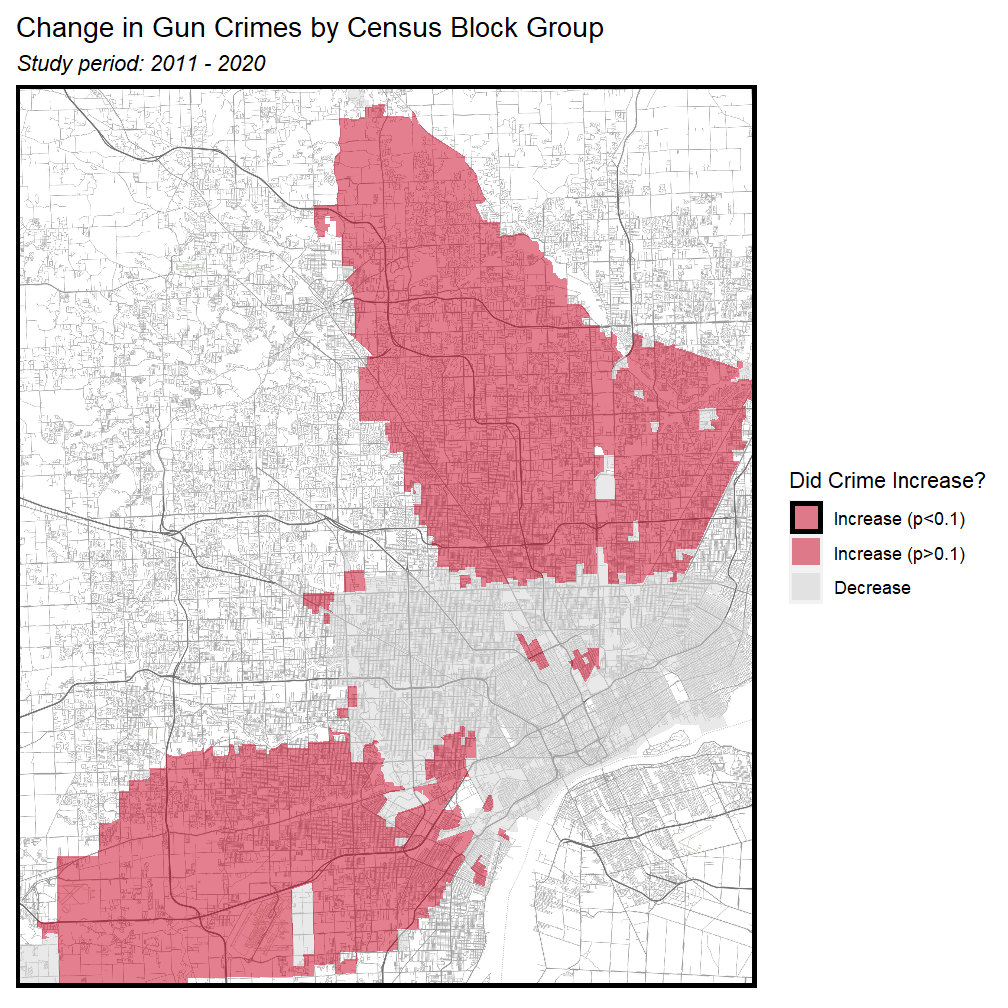 Change in Gun Crimes by Census Block Group
Study period: 2011 - 2020
Did Crime Increase?
Increase (p<0.1)
Increase (p>0.1)
Decrease